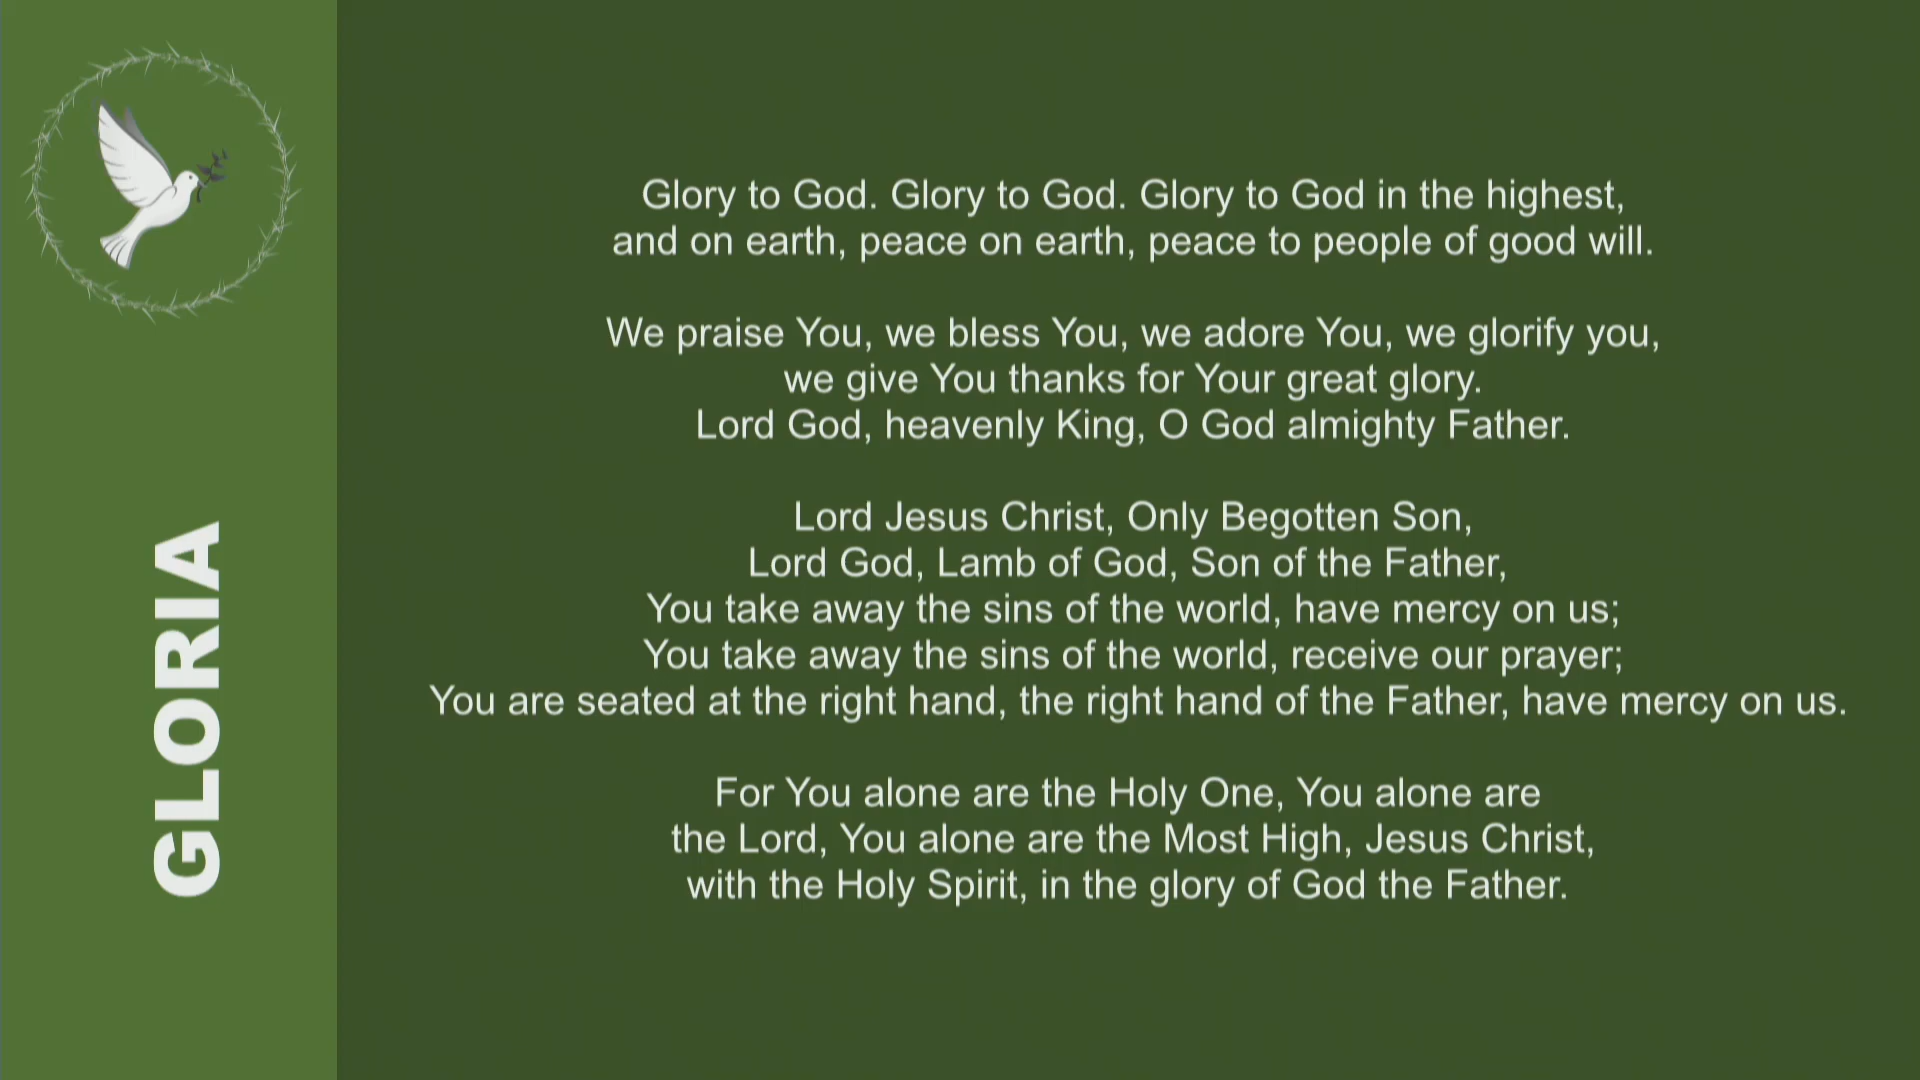 GLORIA
Glory to God. Glory to God. Glory to God in the highest,
and on earth, peace on earth, peace to people of good will.
We praise You, we bless You, we adore You, we glorify you,
we give You thanks for Your great glory.
Lord God, heavenly King, O God almighty Father.
Lord Jesus Christ, Only Begotten Son,
Lord God, Lamb of God, Son of the Father,
You take away the sins of the world, have mercy on us;
You take away the sins of the world, receive our prayer;
You are seated at the right hand, the right hand of the Father, have mercy on us.
For You alone are the Holy One, You alone are
the Lord, You alone are the Most High, Jesus Christ,
with the Holy Spirit, in the glory of God the Father.